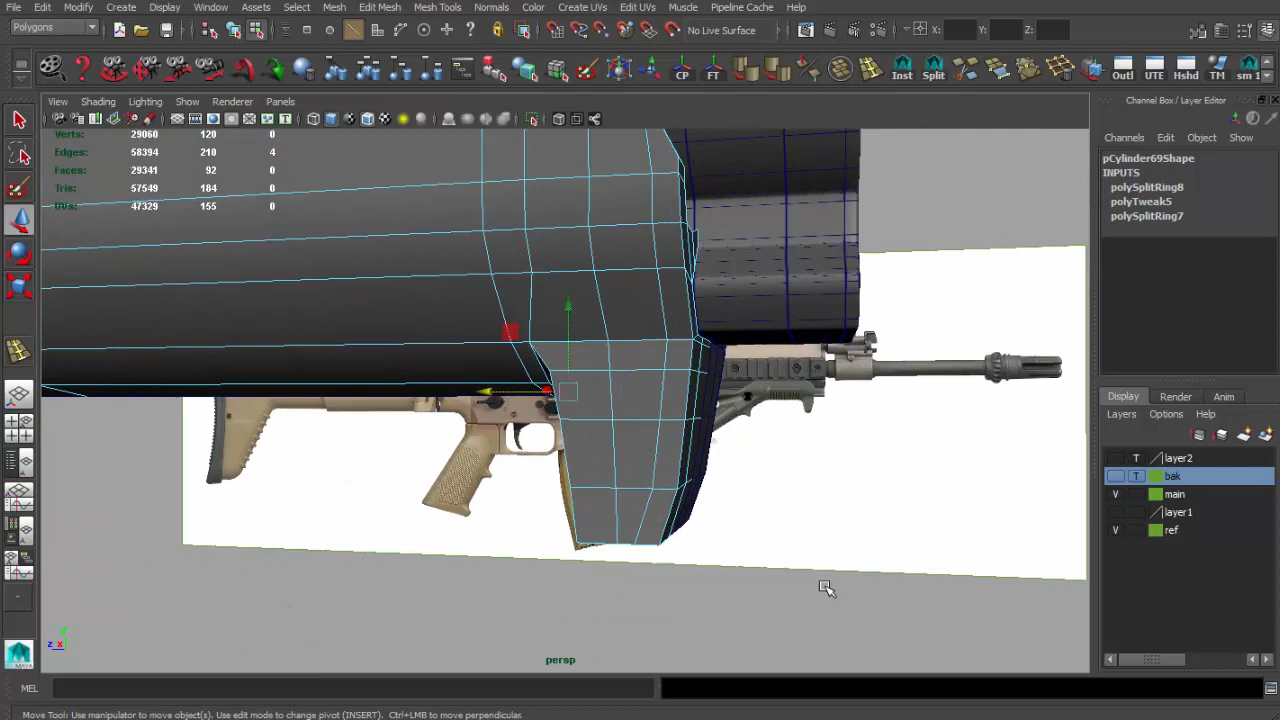 File Edit Modify Create Display Window Assets Select Mesh Edit Mesh Mesh Tools Normals Color Create UVs Edit UVs Muscle Pipeline Cache Help
Polygons No Live Surface X: Y: Z:
CP FT Inst Split Outl UTE Hshd TM sm 1
View Shading Lighting Show Renderer Panels
Channel Box / Layer Editor
Channels Edit Object Show
Verts: 29060 120 0
Edges: 58394 210 4
Faces: 29341 92 0
Tris: 57549 184 0
UVs: 47329 155 0
pCylinder69Shape
INPUTS
polySplitRing8
polyTweak5
polySplitRing7
Display Render Anim
Layers Options Help
T layer2
T bak
V main
layer1
V ref
y
z x
persp
MAYA
MEL
Move Tool: Use manipulator to move object(s). Use edit mode to change pivot (INSERT). Ctrl+LMB to move perpendicular.